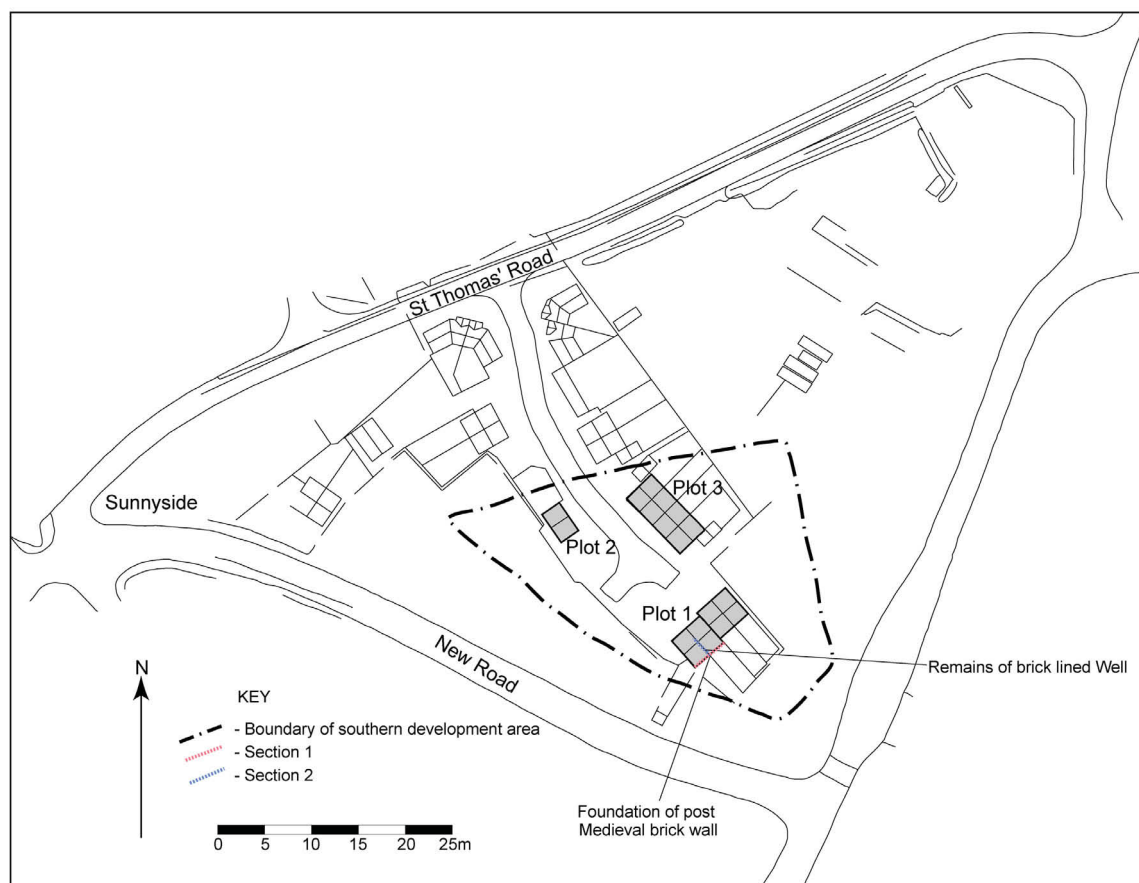 St Thomas' Road
Sunnyside
Plot 3
Plot 2
Plot 1
New Road
Remains of brick lined Well
N
KEY
- Boundary of southern development area
- Section 1
- Section 2
Foundation of post
Medieval brick wall
0 5 10 15 20 25m